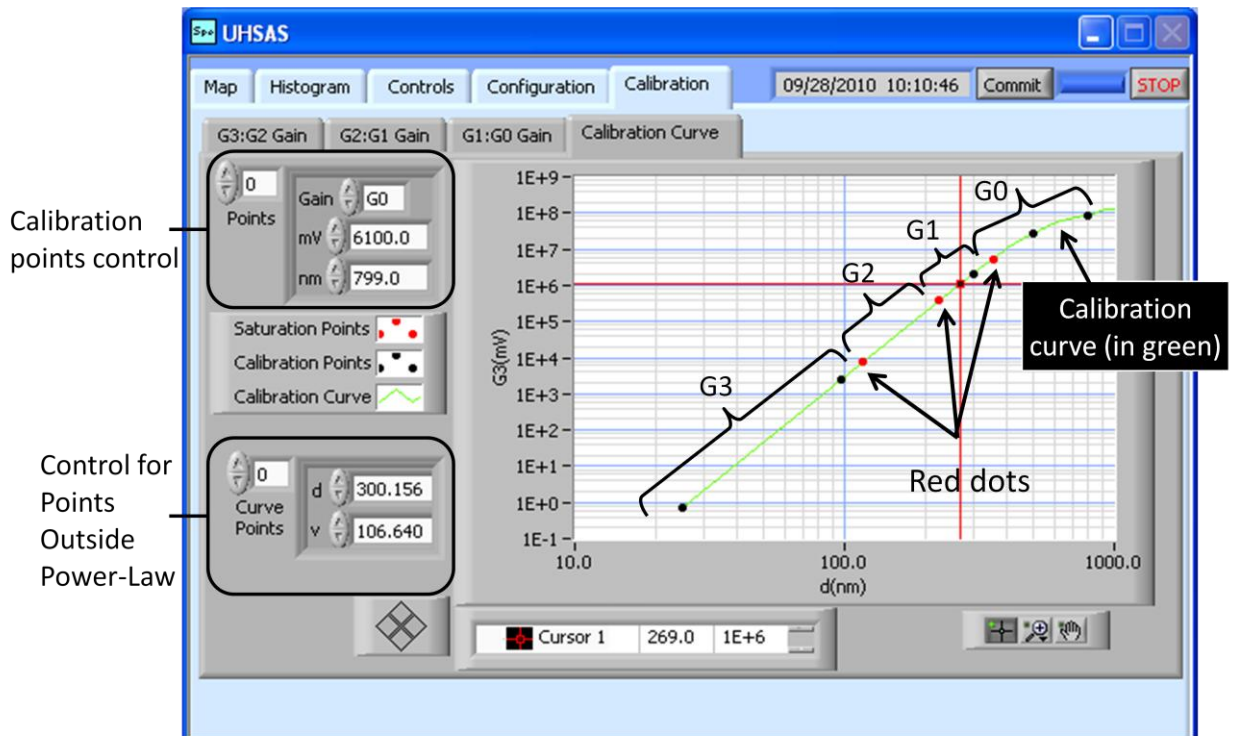 Spe UHSAS
Map Histogram Controls Configuration Calibration 09/28/2010 10:10:46 Commit STOP
G3:G2 Gain G2:G1 Gain G1:G0 Gain Calibration Curve
Calibration
points control
0
Points
Gain G0
mV 6100.0
nm 799.0
Saturation Points
Calibration Points
Calibration Curve
Control for
Points
Outside
Power-Law
0
Curve
Points
d 300.156
v 106.640
G3(mV)
1E+9
1E+8
1E+7
1E+6
1E+5
1E+4
1E+3
1E+2
1E+1
1E+0
1E-1
10.0 100.0 1000.0
d(nm)
G0
G1
G2
G3
Red dots
Calibration
curve (in green)
Cursor 1 269.0 1E+6